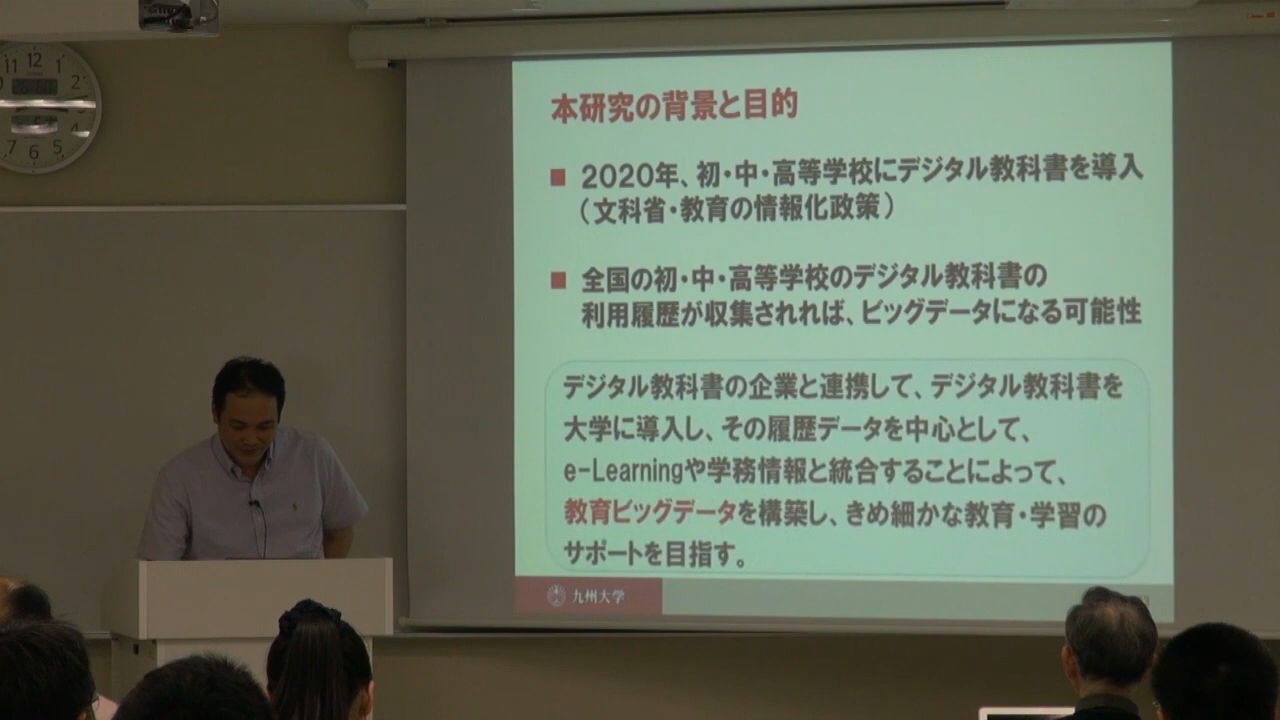 11 12 1
2
4
7 6 5
本研究の背景と目的
■ 2020年、初・中・高等学校にデジタル教科書を導入
（文科省・教育の情報化政策）
■ 全国の初・中・高等学校のデジタル教科書の
利用履歴が収集されれば、ビッグデータになる可能性
デジタル教科書の企業と連携して、デジタル教科書を
大学に導入し、その履歴データを中心として、
e-Learningや学務情報と統合することによって、
教育ビッグデータを構築し、きめ細かな教育・学習の
サポートを目指す。
九州大学